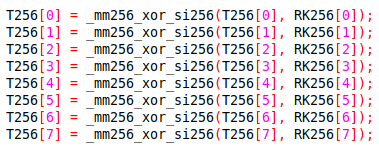 T256[0] = _mm256_xor_si256(T256[0], RK256[0]);
T256[1] = _mm256_xor_si256(T256[1], RK256[1]);
T256[2] = _mm256_xor_si256(T256[2], RK256[2]);
T256[3] = _mm256_xor_si256(T256[3], RK256[3]);
T256[4] = _mm256_xor_si256(T256[4], RK256[4]);
T256[5] = _mm256_xor_si256(T256[5], RK256[5]);
T256[6] = _mm256_xor_si256(T256[6], RK256[6]);
T256[7] = _mm256_xor_si256(T256[7], RK256[7]);